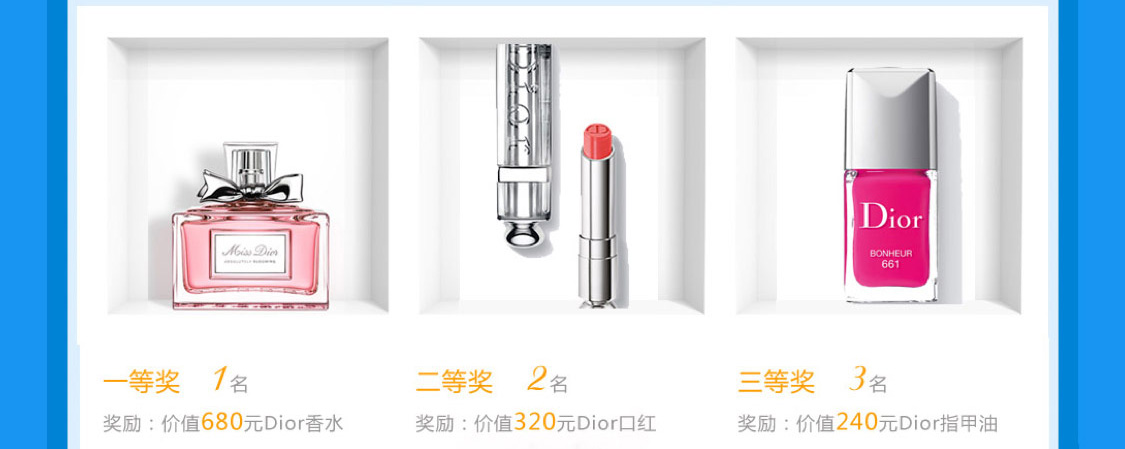 Miss Dior
ABSOLUTELY BLOOMING
Dior
Dior
BONHEUR
661
一等奖 1名
奖励：价值680元Dior香水
二等奖 2名
奖励：价值320元Dior口红
三等奖 3名
奖励：价值240元Dior指甲油